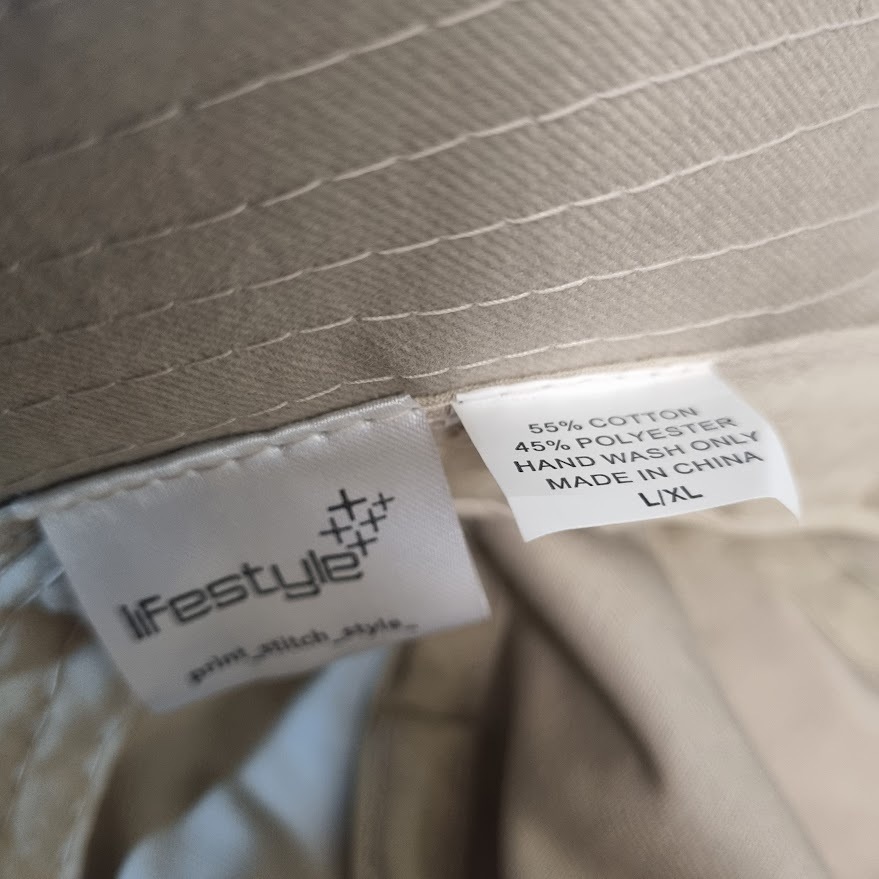 lifestyle
print_stitch_style_
55% COTTON
45% POLYESTER
HAND WASH ONLY
MADE IN CHINA
L/XL